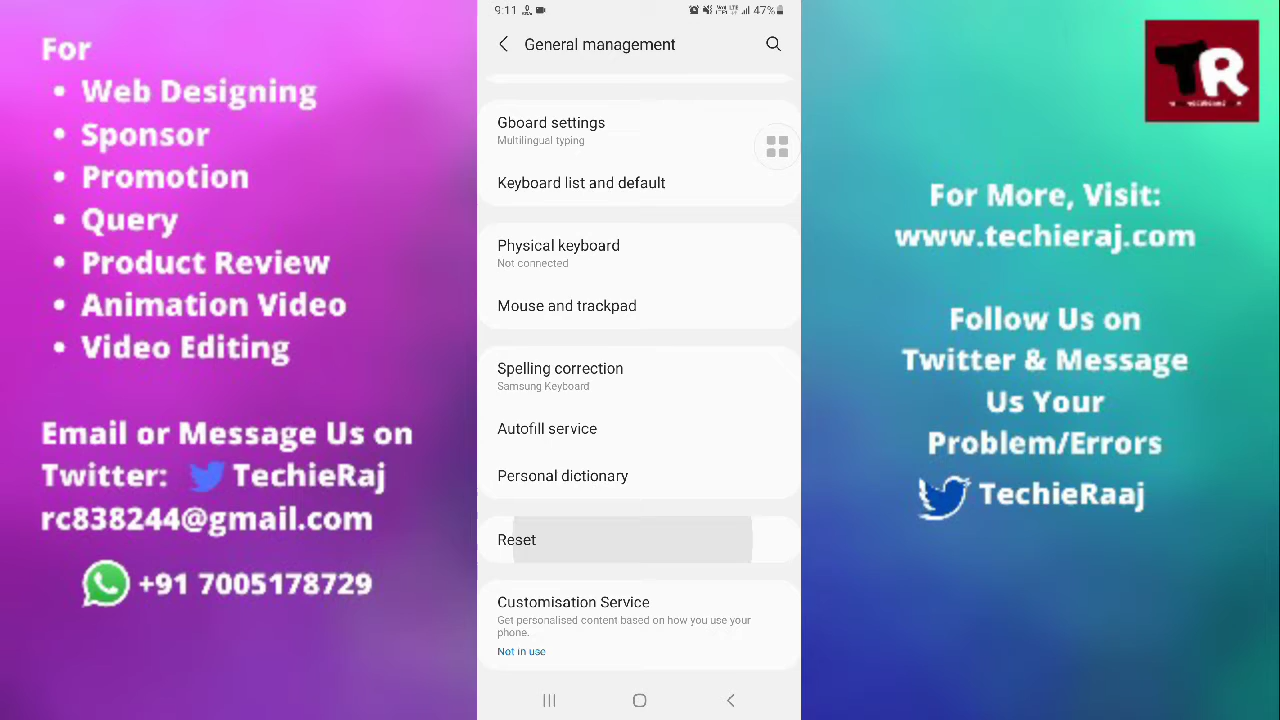 For
• Web Designing
• Sponsor
• Promotion
• Query
• Product Review
• Animation Video
• Video Editing
Email or Message Us on
Twitter: TechieRaj
rc838244@gmail.com
+91 7005178729
9:11
47%
General management
Gboard settings
Multilingual typing
Keyboard list and default
Physical keyboard
Not connected
Mouse and trackpad
Spelling correction
Samsung Keyboard
Autofill service
Personal dictionary
Reset
Customisation Service
Get personalised content based on how you use your
phone.
Not in use
TR
For More, Visit:
www.techieraj.com
Follow Us on
Twitter & Message
Us Your
Problem/Errors
TechieRaaj